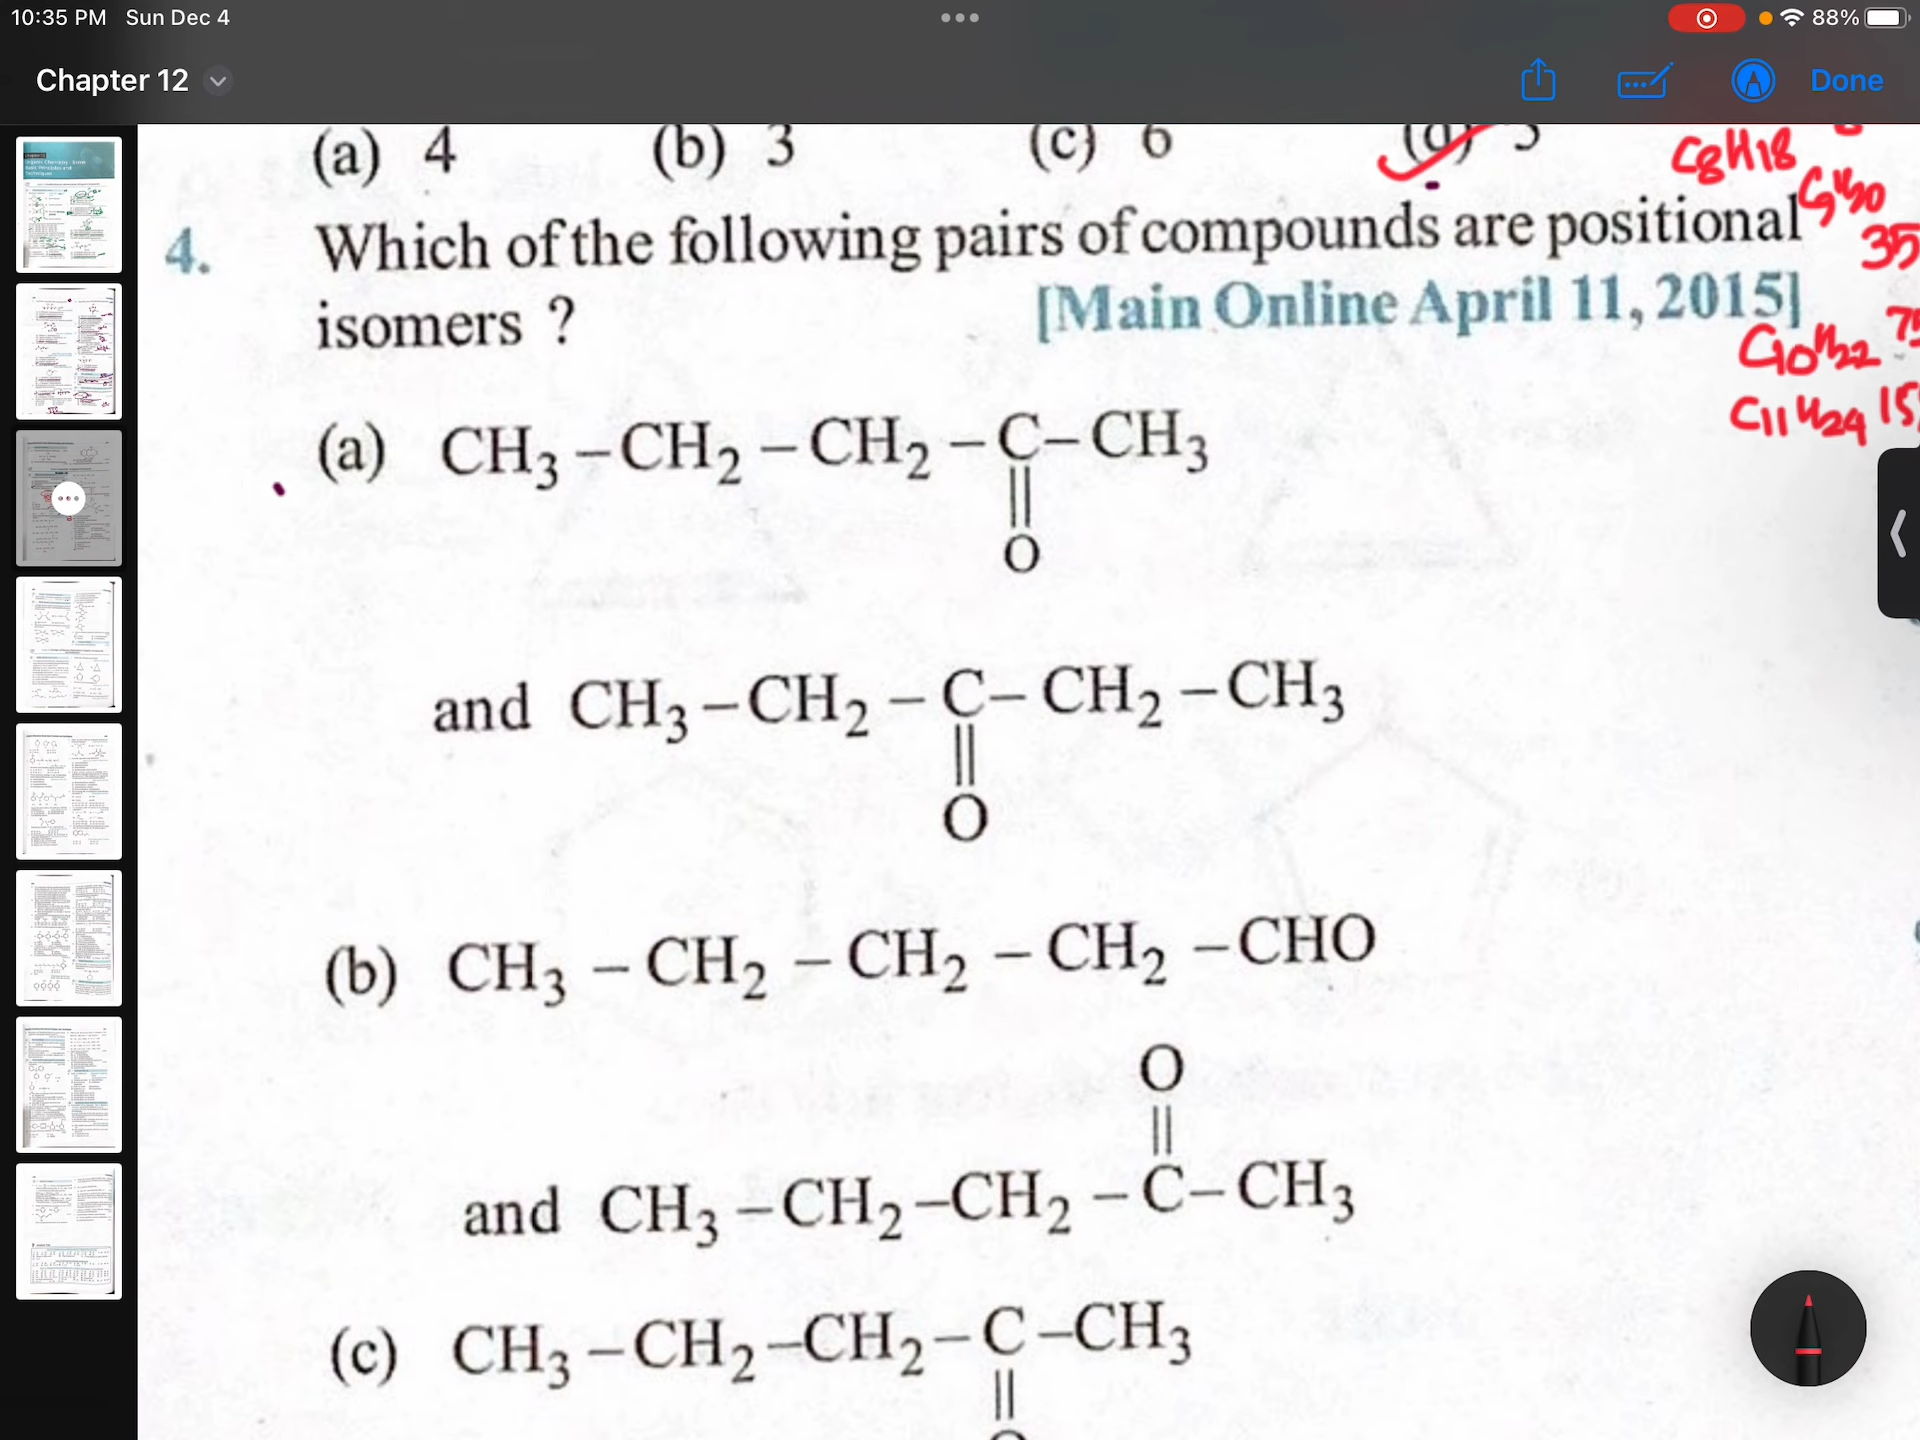 10:35 PM Sun Dec 4
88%
Chapter 12
Done
(a) 4 (b) 3 (c) 6
C8H18
35
4. Which of the following pairs of compounds are positional
isomers ? [Main Online April 11, 2015]
C10H22
C11H24
(a) CH3–CH2–CH2–C–CH3
||
O
and CH3–CH2–C–CH2–CH3
||
O
(b) CH3–CH2–CH2–CH2–CHO
O
||
and CH3–CH2–CH2–C–CH3
(c) CH3–CH2–CH2–C–CH3
||